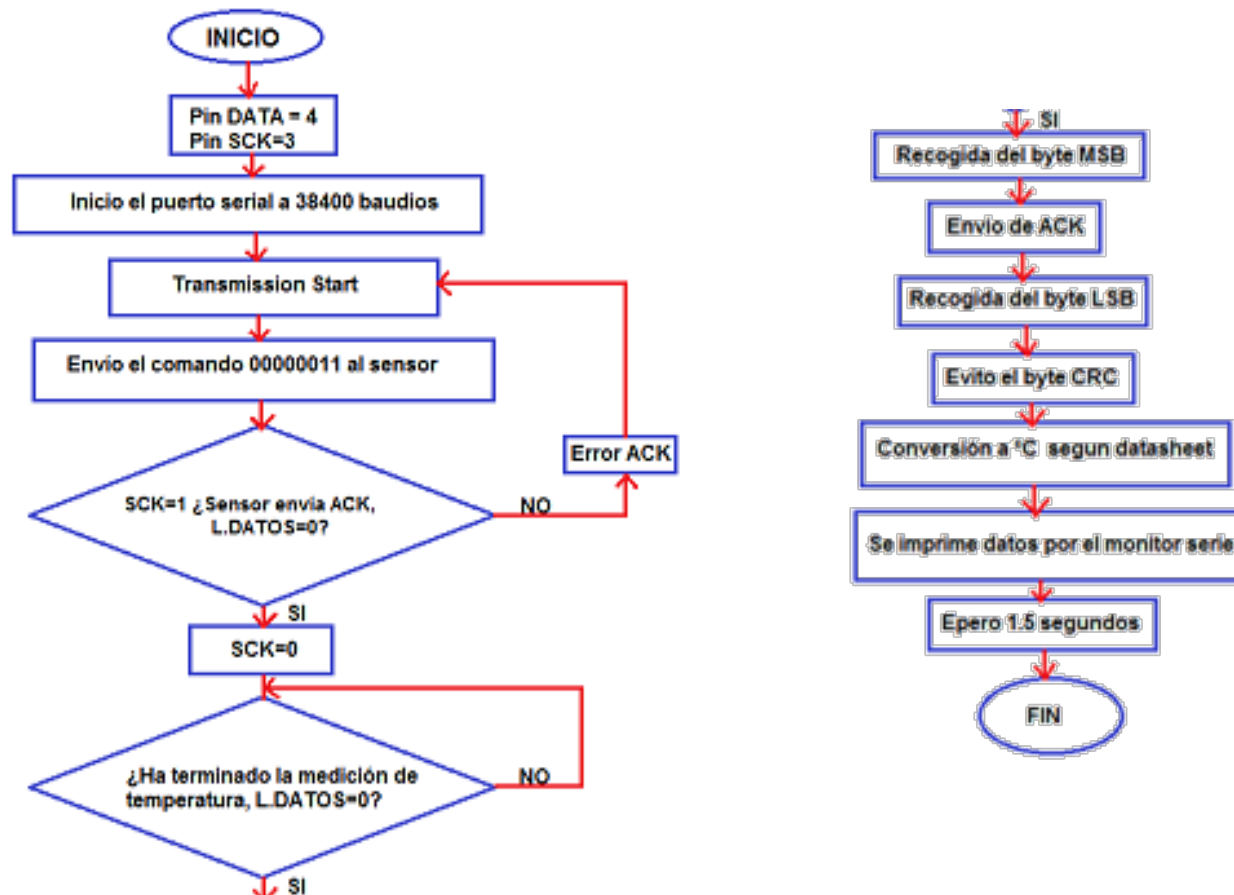 INICIO
Pin DATA = 4
Pin SCK=3
Inicio el puerto serial a 38400 baudios
Transmission Start
Envío el comando 00000011 al sensor
Error ACK
SCK=1 ¿Sensor envía ACK,
L.DATOS=0?
NO
SI
SCK=0
¿Ha terminado la medición de
temperatura, L.DATOS=0?
NO
SI
SI
Recogida del byte MSB
Envio de ACK
Recogida del byte LSB
Evito el byte CRC
Conversión a ºC segun datasheet
Se imprime datos por el monitor serie
Epero 1.5 segundos
FIN